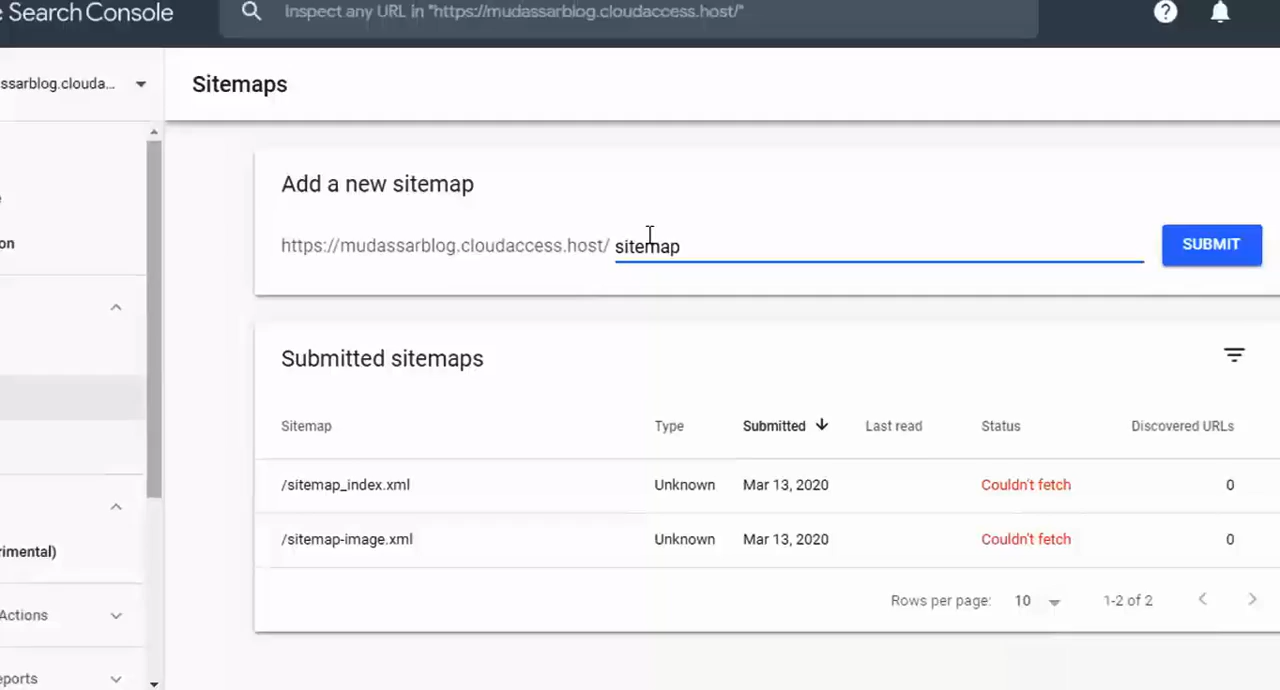 Search Console
Inspect any URL in "https://mudassarblog.cloudaccess.host/"
ssarblog.clouda...
Sitemaps
Add a new sitemap
https://mudassarblog.cloudaccess.host/ sitemap
SUBMIT
on
Submitted sitemaps
Sitemap Type Submitted Last read Status Discovered URLs
/sitemap_index.xml Unknown Mar 13, 2020 Couldn't fetch 0
/sitemap-image.xml Unknown Mar 13, 2020 Couldn't fetch 0
rimental)
Actions
eports
Rows per page: 10 1-2 of 2